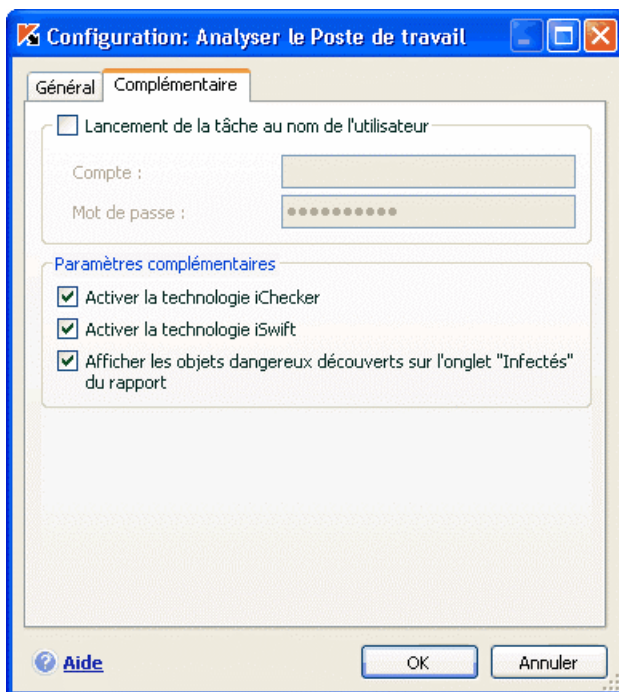 Configuration: Analyser le Poste de travail
Général
Complémentaire
Lancement de la tâche au nom de l'utilisateur
Compte :
Mot de passe :
Paramètres complémentaires
Activer la technologie iChecker
Activer la technologie iSwift
Afficher les objets dangereux découverts sur l'onglet "Infectés"
du rapport
Aide
OK
Annuler